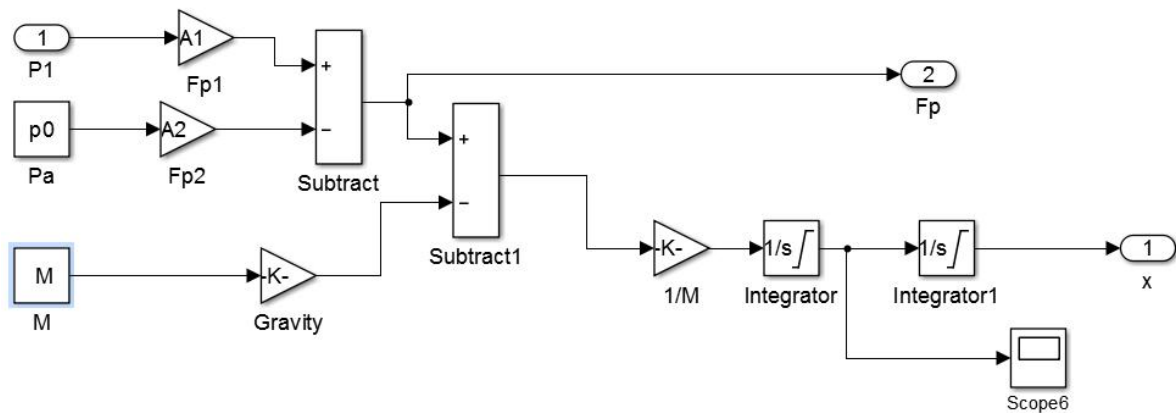 1
P1
A1
Fp1
+
−
Subtract
2
Fp
p0
Pa
A2
Fp2
+
−
Subtract1
M
M
-K-
Gravity
-K-
1/M
1/s
Integrator
1/s
Integrator1
1
x
Scope6